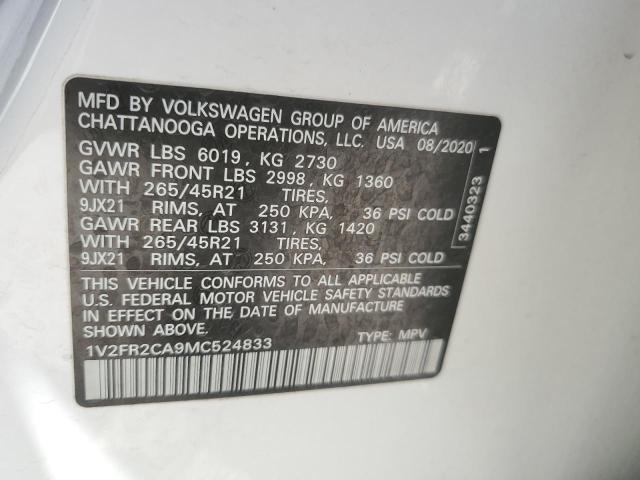 MFD BY VOLKSWAGEN GROUP OF AMERICA
CHATTANOOGA OPERATIONS, LLC. USA 08/2020
GVWR LBS 6019, KG 2730
GAWR FRONT LBS 2998, KG 1360
WITH 265/45R21 TIRES,
9JX21 RIMS, AT 250 KPA, 36 PSI COLD
GAWR REAR LBS 3131, KG 1420
WITH 265/45R21 TIRES,
9JX21 RIMS, AT 250 KPA, 36 PSI COLD
THIS VEHICLE CONFORMS TO ALL APPLICABLE
U.S. FEDERAL MOTOR VEHICLE SAFETY STANDARDS
IN EFFECT ON THE DATE OF MANUFACTURE
SHOWN ABOVE.
1V2FR2CA9MC524833 TYPE: MPV
3440323 1